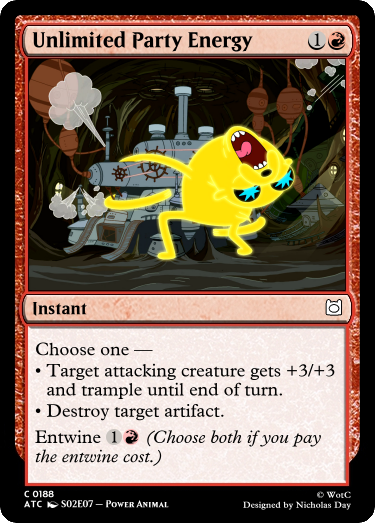 Unlimited Party Energy 1
Instant
Choose one —
• Target attacking creature gets +3/+3
and trample until end of turn.
• Destroy target artifact.
Entwine 1 (Choose both if you pay
the entwine cost.)
C 0188
ATC S02E07 – Power Animal
© WotC
Designed by Nicholas Day